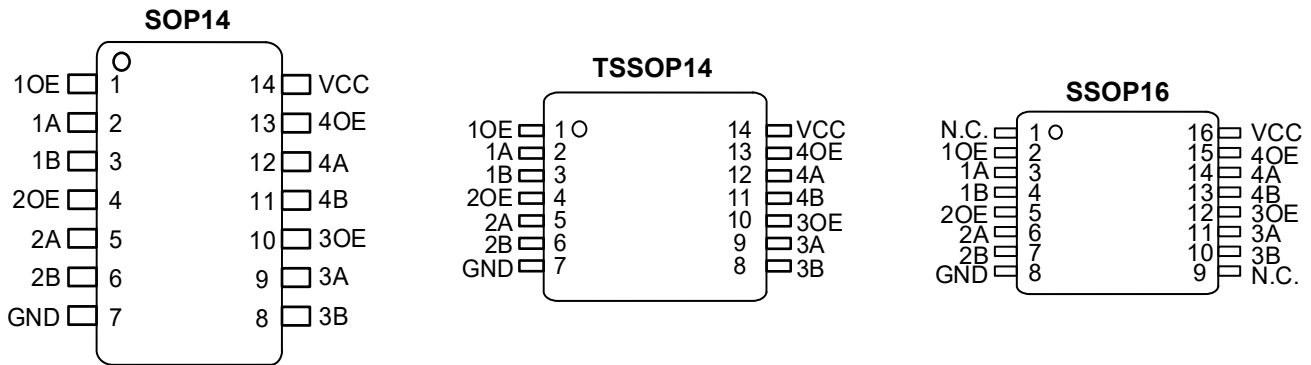 SOP14
1OE 1 14 VCC
1A 2 13 4OE
1B 3 12 4A
2OE 4 11 4B
2A 5 10 3OE
2B 6 9 3A
GND 7 8 3B
TSSOP14
1OE 1 14 VCC
1A 2 13 4OE
1B 3 12 4A
2OE 4 11 4B
2A 5 10 3OE
2B 6 9 3A
GND 7 8 3B
SSOP16
N.C. 1 16 VCC
1OE 2 15 4OE
1A 3 14 4A
1B 4 13 4B
2OE 5 12 3OE
2A 6 11 3A
2B 7 10 3B
GND 8 9 N.C.